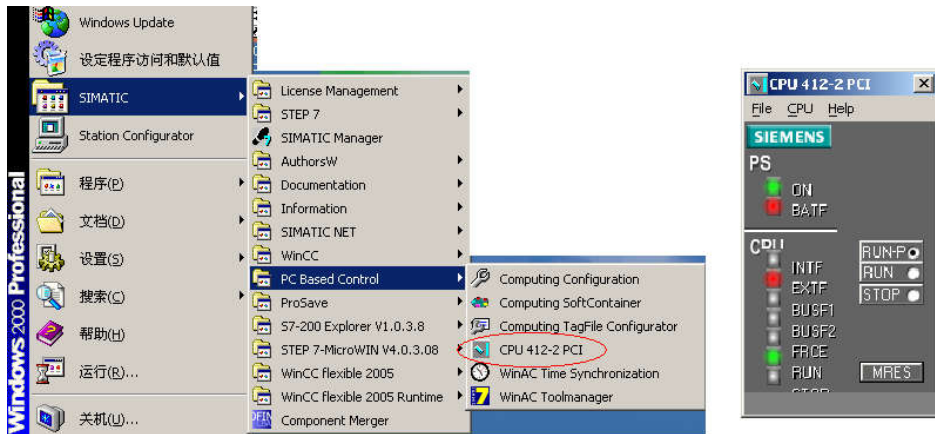 Windows 2000 Professional
Windows Update
设定程序访问和默认值
SIMATIC
Station Configurator
程序(P)
文档(D)
设置(S)
搜索(C)
帮助(H)
运行(R)...
关机(U)...
License Management
STEP 7
SIMATIC Manager
AuthorsW
Documentation
Information
SIMATIC NET
WinCC
PC Based Control
ProSave
S7-200 Explorer V1.0.3.8
STEP 7-MicroWIN V4.0.3.08
WinCC flexible 2005
WinCC flexible 2005 Runtime
Component Merger
Computing Configuration
Computing SoftContainer
Computing TagFile Configurator
CPU 412-2 PCI
WinAC Time Synchronization
WinAC Toolmanager
CPU 412-2 PCI
File CPU Help
SIEMENS
PS
ON
BATF
CPU
INTF
EXTF
BUSF1
BUSF2
FRCE
RUN
RUN-P
RUN
STOP
MRES